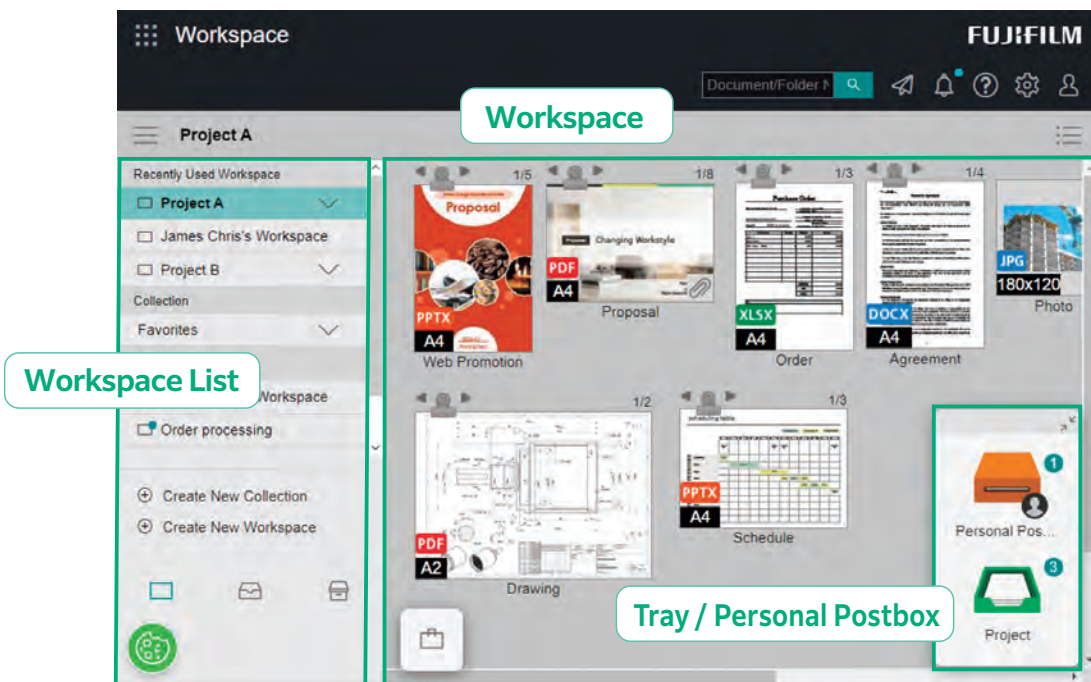 Workspace
FUJIFILM
Document/Folder N
Workspace
Project A
Recently Used Workspace
Project A
James Chris's Workspace
Project B
Collection
Favorites
Workspace List
Workspace
Order processing
Create New Collection
Create New Workspace
1/5
Proposal
PPTX
A4
Web Promotion
1/8
Proposal
Changing Workstyle
PDF
A4
Proposal
1/3
Purchase Order
XLSX
A4
Order
1/4
DOCX
A4
Agreement
JPG
180x120
Photo
1/2
PDF
A2
Drawing
1/3
scheduling table
PPTX
A4
Schedule
1
Personal Pos...
3
Project
Tray / Personal Postbox